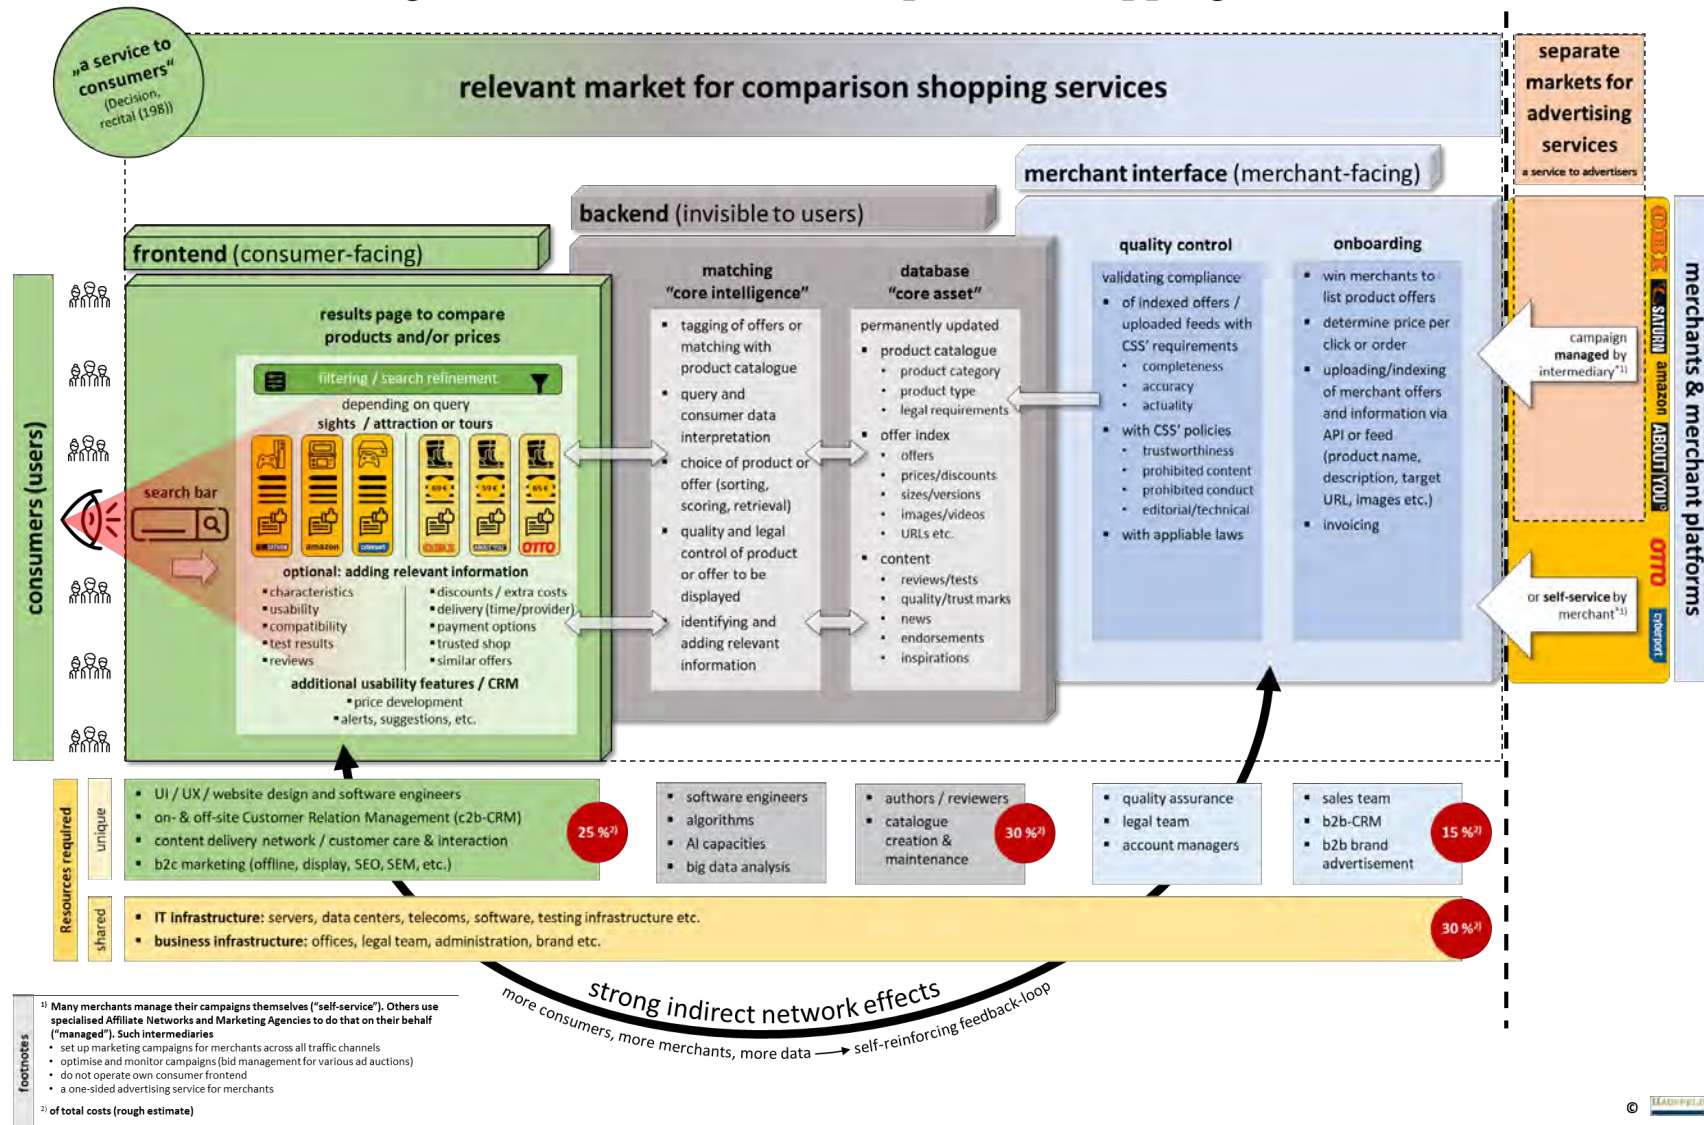 „a service to
consumers“
(Decision,
recital (198))
relevant market for comparison shopping services
separate
markets for
advertising
services
a service to advertisers
merchant interface (merchant-facing)
backend (invisible to users)
frontend (consumer-facing)
consumers (users)
results page to compare
products and/or prices
filtering / search refinement
depending on query
sights / attraction or tours
search bar
69 €
59 €
65 €
SATURN
amazon
cyberport
OBI
ABOUT YOU
OTTO
optional: adding relevant information
▪ characteristics
▪ usability
▪ compatibility
▪ test results
▪ reviews
▪ discounts / extra costs
▪ delivery (time/provider)
▪ payment options
▪ trusted shop
▪ similar offers
additional usability features / CRM
▪ price development
▪ alerts, suggestions, etc.
matching
“core intelligence”
▪ tagging of offers or
matching with
product catalogue
▪ query and
consumer data
interpretation
▪ choice of product or
offer (sorting,
scoring, retrieval)
▪ quality and legal
control of product
or offer to be
displayed
▪ identifying and
adding relevant
information
database
“core asset”
permanently updated
▪ product catalogue
• product category
• product type
• legal requirements
▪ offer index
• offers
• prices/discounts
• sizes/versions
• images/videos
• URLs etc.
▪ content
• reviews/tests
• quality/trust marks
• news
• endorsements
• inspirations
quality control
validating compliance
▪ of indexed offers /
uploaded feeds with
CSS’ requirements
• completeness
• accuracy
• actuality
▪ with CSS’ policies
• trustworthiness
• prohibited content
• prohibited conduct
• editorial/technical
▪ with appliable laws
onboarding
▪ win merchants to
list product offers
▪ determine price per
click or order
▪ uploading/indexing
of merchant offers
and information via
API or feed
(product name,
description, target
URL, images etc.)
▪ invoicing
campaign
managed by
intermediary*1)
or self-service by
merchant*1)
OBI
SATURN
amazon
ABOUT YOU°
OTTO
cyberport
merchants & merchant platforms
Resources required
unique
▪ UI / UX / website design and software engineers
▪ on- & off-site Customer Relation Management (c2b-CRM)
▪ content delivery network / customer care & interaction
▪ b2c marketing (offline, display, SEO, SEM, etc.)
25 %2)
▪ software engineers
▪ algorithms
▪ AI capacities
▪ big data analysis
▪ authors / reviewers
▪ catalogue
creation &
maintenance
30 %2)
▪ quality assurance
▪ legal team
▪ account managers
▪ sales team
▪ b2b-CRM
▪ b2b brand
advertisement
15 %2)
shared
▪ IT infrastructure: servers, data centers, telecoms, software, testing infrastructure etc.
▪ business infrastructure: offices, legal team, administration, brand etc.
30 %2)
strong indirect network effects
more consumers, more merchants, more data → self-reinforcing feedback-loop
footnotes
1) Many merchants manage their campaigns themselves (“self-service”). Others use
specialised Affiliate Networks and Marketing Agencies to do that on their behalf
(“managed”). Such intermediaries
• set up marketing campaigns for merchants across all traffic channels
• optimise and monitor campaigns (bid management for various ad auctions)
• do not operate own consumer frontend
• a one-sided advertising service for merchants
2) of total costs (rough estimate)
©